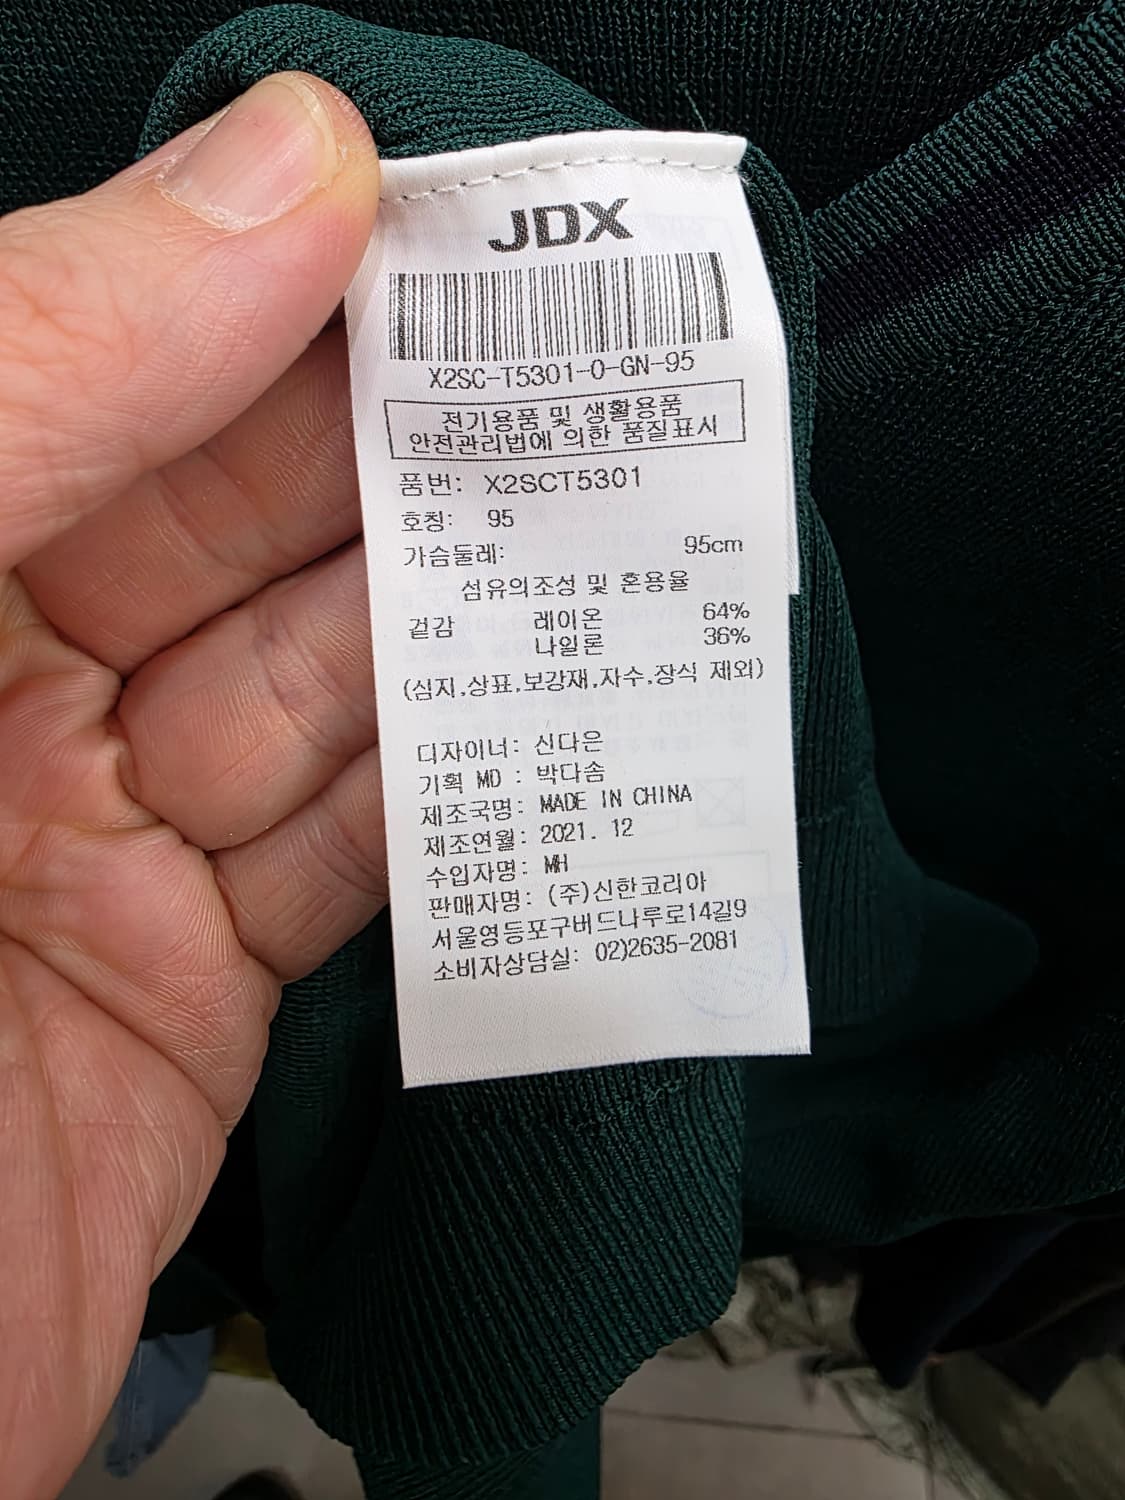 JDX
X2SC-T5301-0-GN-95
전기용품 및 생활용품
안전관리법에 의한 품질표시
품번: X2SCT5301
호칭: 95
가슴둘레: 95cm
섬유의조성 및 혼용율
겉감 레이온 64%
나일론 36%
(심지,상표,보강재,자수,장식 제외)
디자이너: 신다은
기획 MD : 박다솜
제조국명: MADE IN CHINA
제조연월: 2021. 12
수입자명: MH
판매자명: (주)신한코리아
서울영등포구버드나루로14길9
소비자상담실: 02)2635-2081